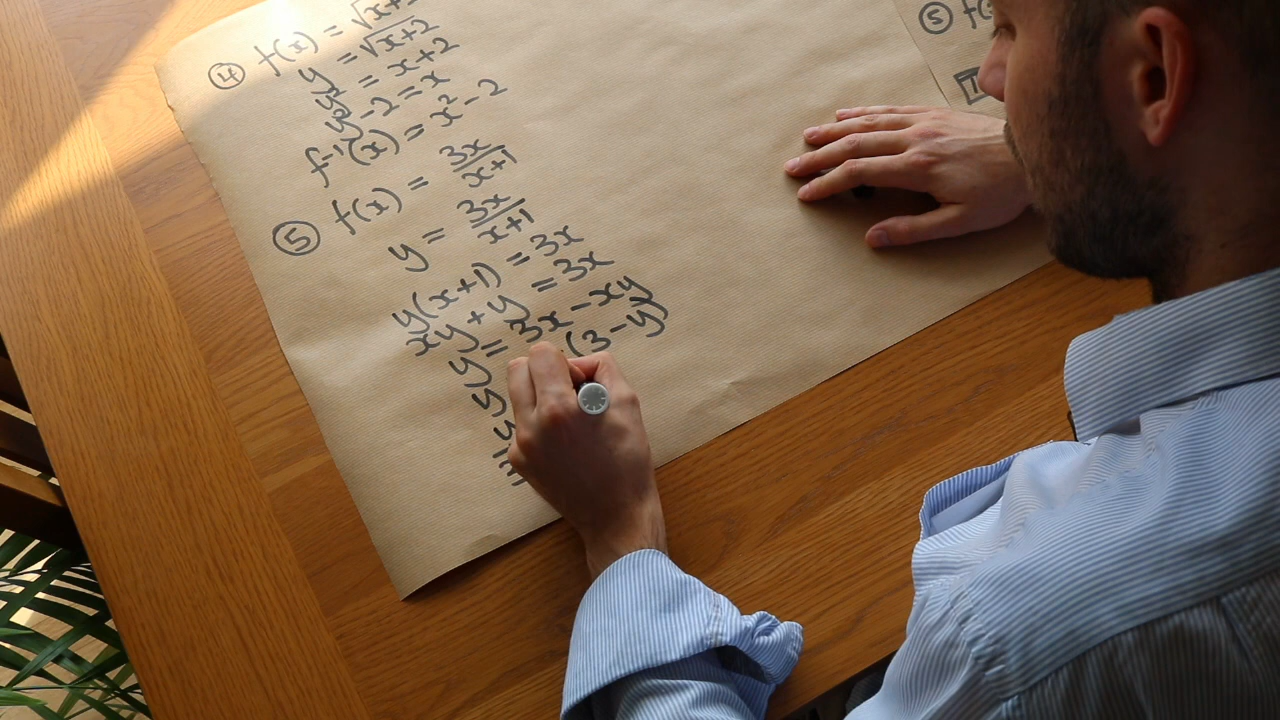 ④ f(x) = √x+
y = √x+2
y² = x+2
y²-2 = x
f⁻¹(x) = x² - 2
⑤ f(x) = 3x/x+1
y = 3x/x+1
y(x+1) = 3x
xy + y = 3x
y = 3x - xy
y (3-y)
y
⑤ f(